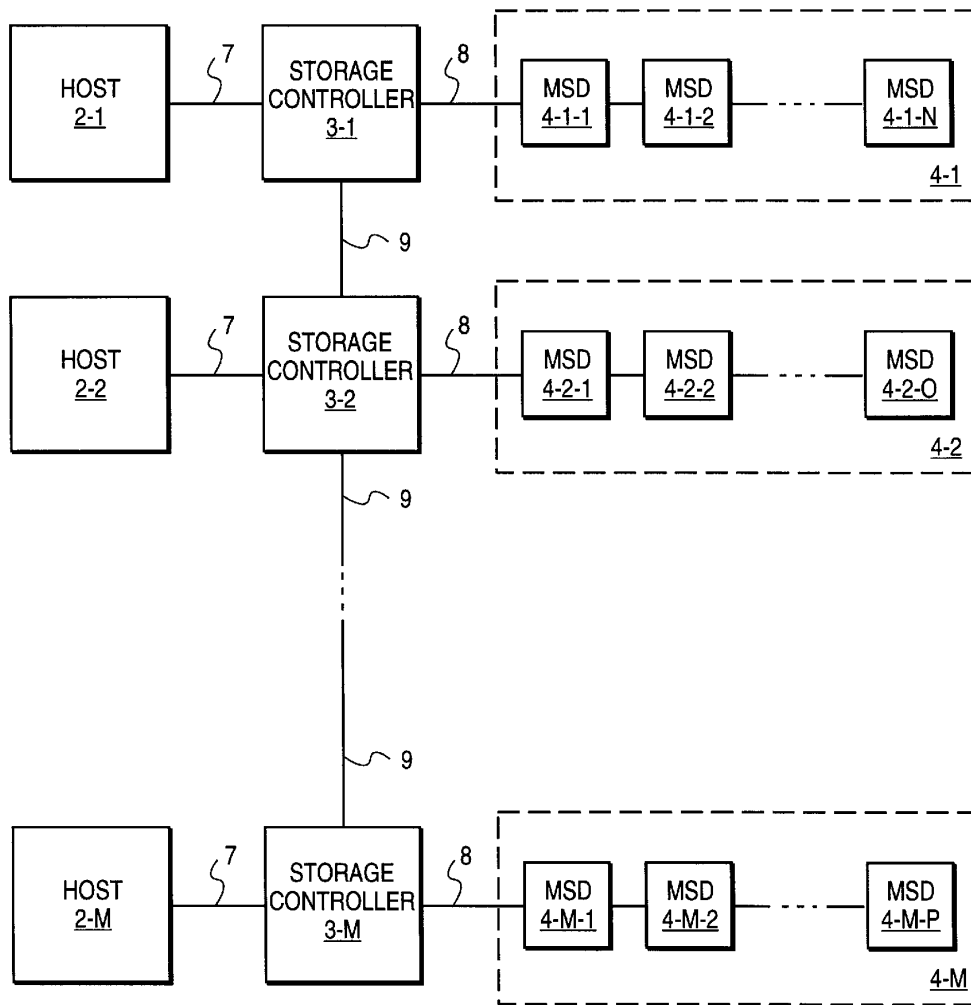 HOST
2-1
7
STORAGE
CONTROLLER
3-1
8
MSD
4-1-1
MSD
4-1-2
MSD
4-1-N
4-1
9
HOST
2-2
7
STORAGE
CONTROLLER
3-2
8
MSD
4-2-1
MSD
4-2-2
MSD
4-2-O
4-2
9
9
HOST
2-M
7
STORAGE
CONTROLLER
3-M
8
MSD
4-M-1
MSD
4-M-2
MSD
4-M-P
4-M